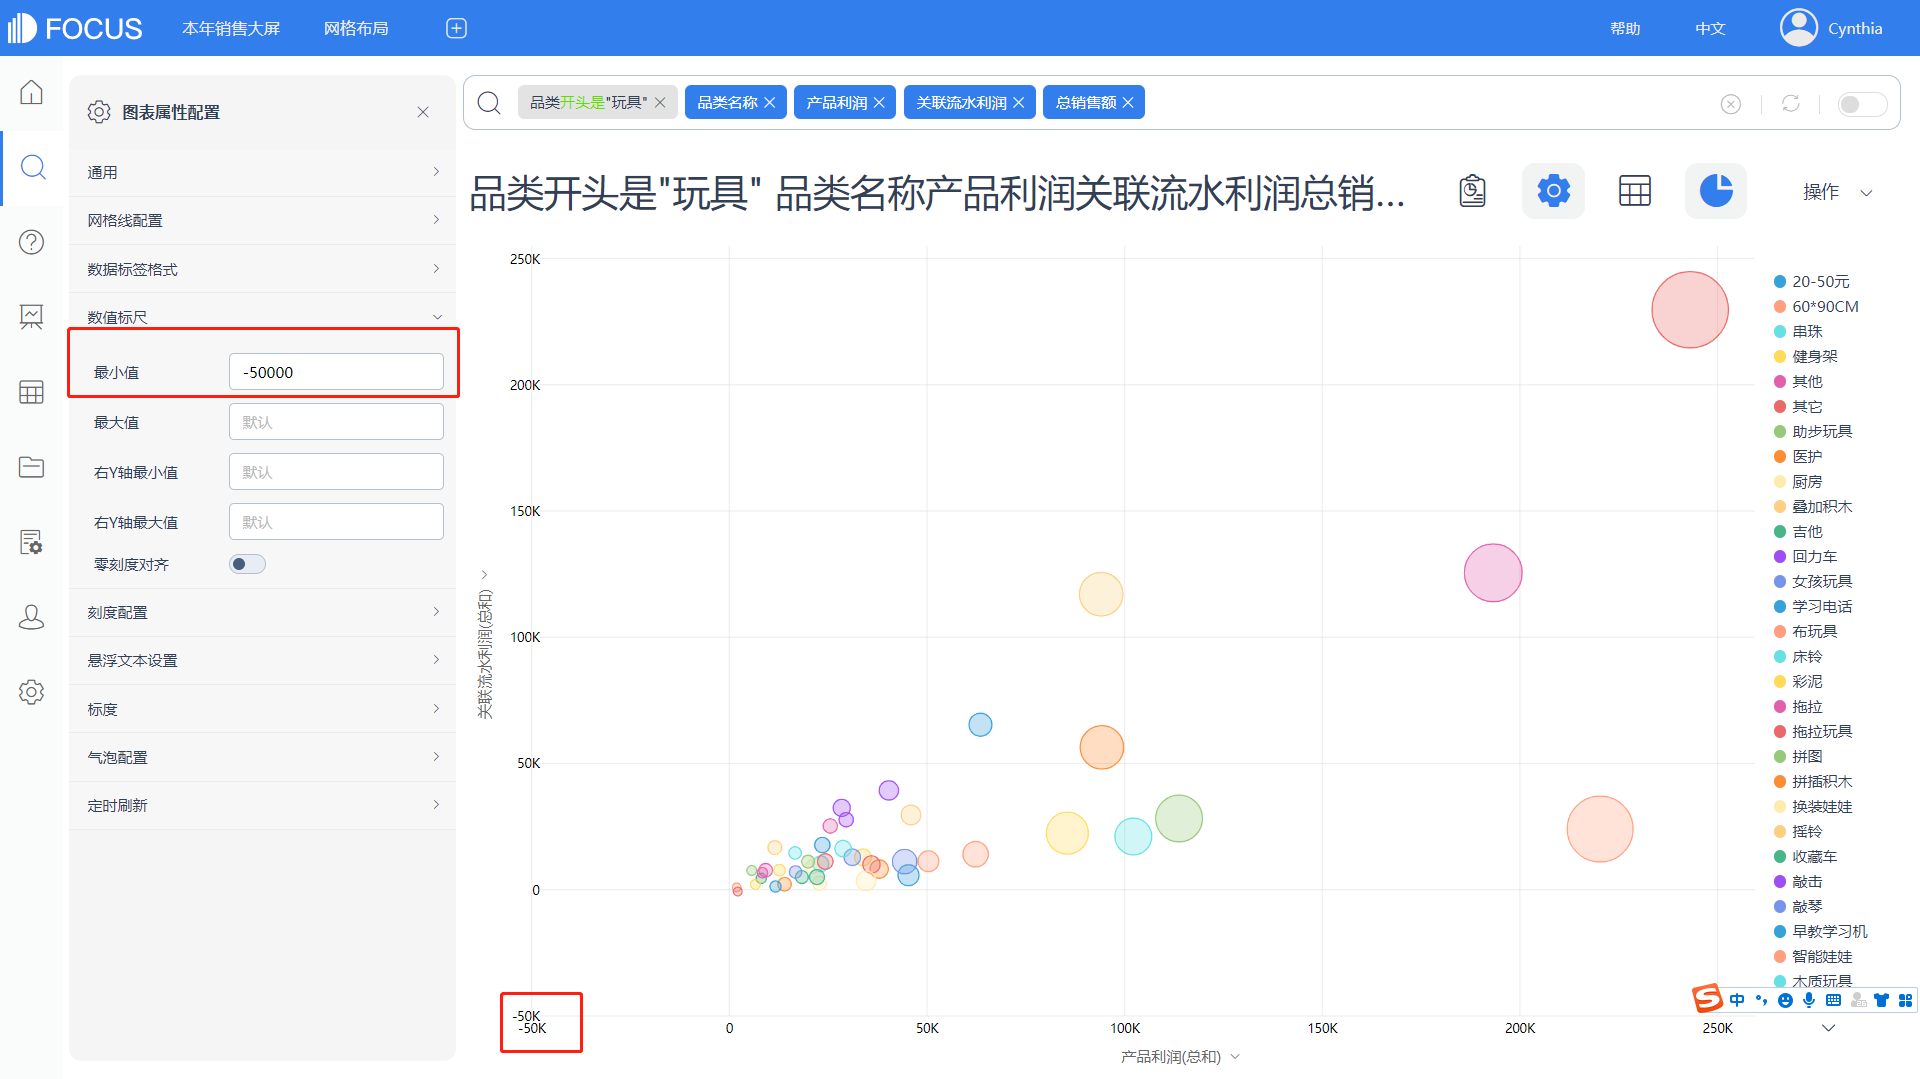 FOCUS
本年销售大屏
网格布局
帮助
中文
Cynthia
图表属性配置
通用
网格线配置
数据标签格式
数值标尺
最小值
-50000
最大值
默认
右Y轴最小值
默认
右Y轴最大值
默认
零刻度对齐
刻度配置
悬浮文本设置
标度
气泡配置
定时刷新
品类开头是"玩具"
品类名称
产品利润
关联流水利润
总销售额
品类开头是"玩具" 品类名称产品利润关联流水利润总销...
操作
关联流水利润(总和)
250K
200K
150K
100K
50K
0
-50K
-50K
0
50K
100K
150K
200K
250K
产品利润(总和)
20-50元
60*90CM
串珠
健身架
其他
其它
助步玩具
医护
厨房
叠加积木
吉他
回力车
女孩玩具
学习电话
布玩具
床铃
彩泥
拖拉
拖拉玩具
拼图
拼插积木
换装娃娃
摇铃
收藏车
敲击
敲琴
早教学习机
智能娃娃
木质玩具
S
中